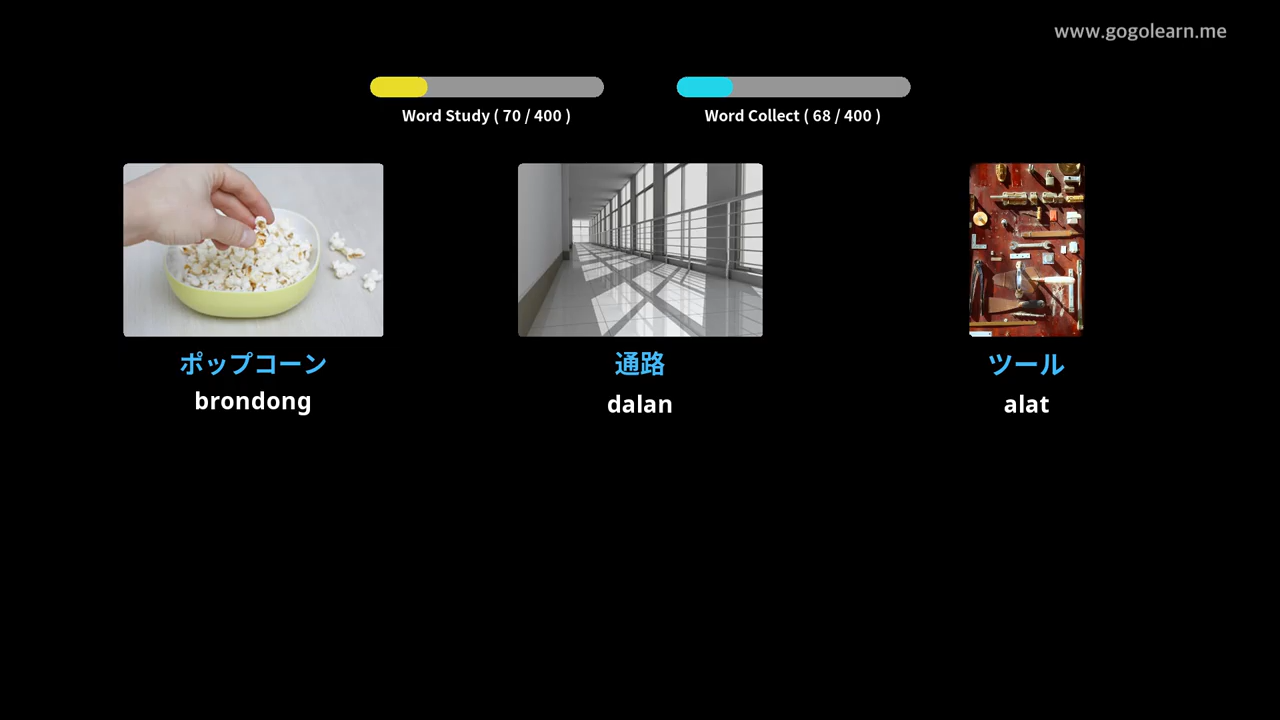 www.gogolearn.me
Word Study ( 70 / 400 )
Word Collect ( 68 / 400 )
ポップコーン
brondong
通路
dalan
ツール
alat